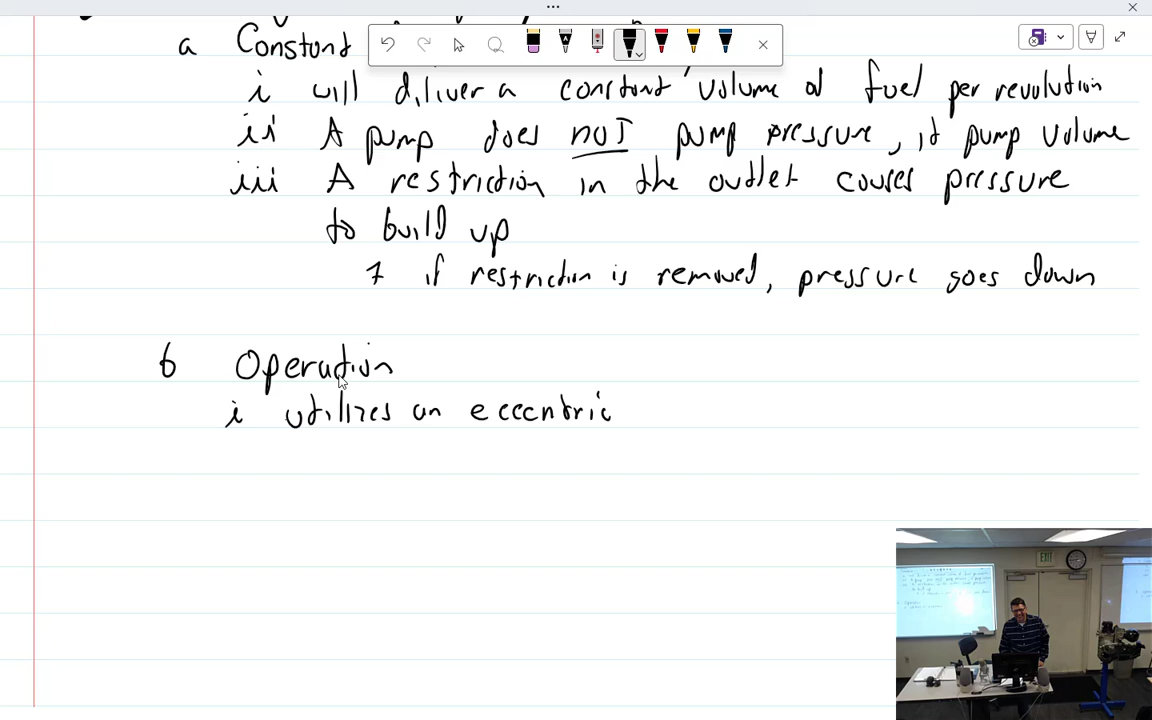 a Constant
i will deliver a constant volume of fuel per revolution
ii A pump does NOT pump pressure, it pump volume
iii A restriction in the outlet causes pressure
to build up
if restriction is removed, pressure goes down
b Operation
i utilizes an eccentric
EXIT